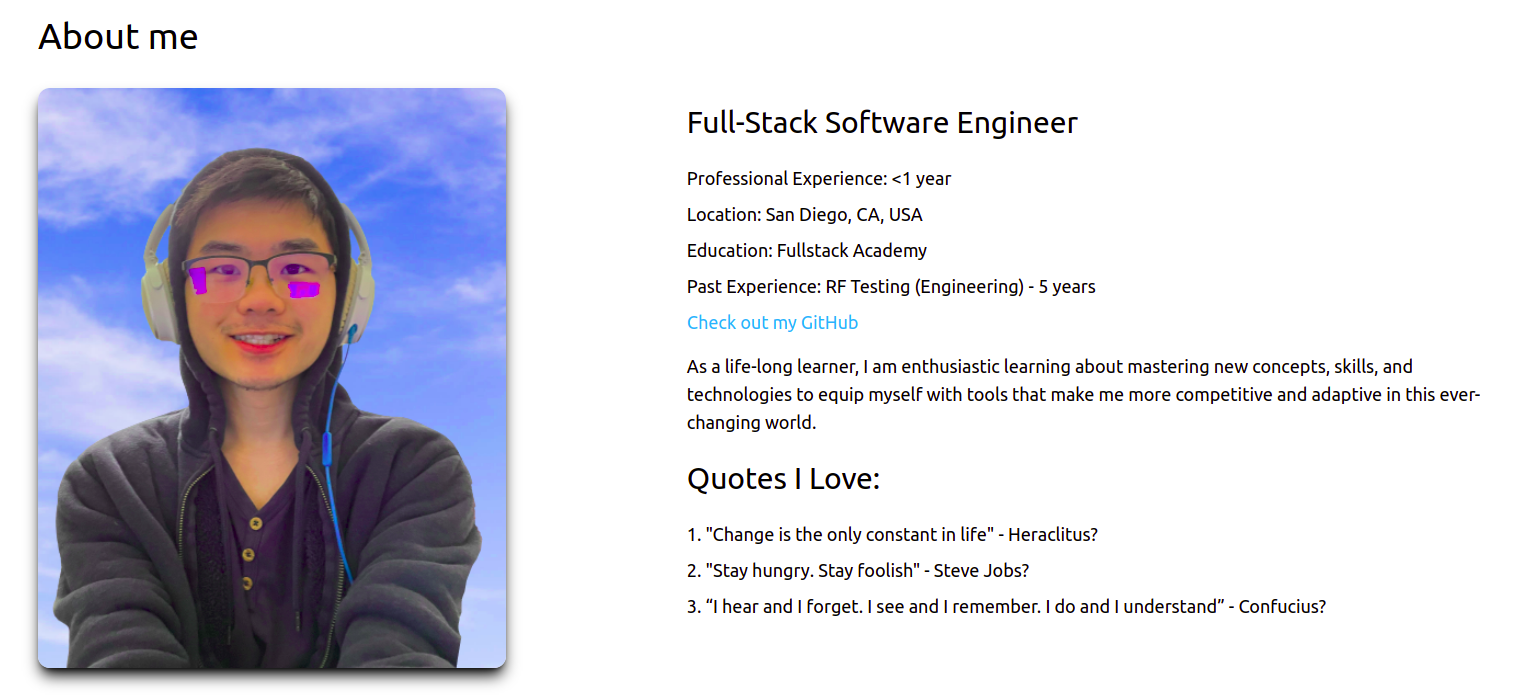 About me
Full-Stack Software Engineer
Professional Experience: <1 year
Location: San Diego, CA, USA
Education: Fullstack Academy
Past Experience: RF Testing (Engineering) - 5 years
Check out my GitHub
As a life-long learner, I am enthusiastic learning about mastering new concepts, skills, and
technologies to equip myself with tools that make me more competitive and adaptive in this ever-
changing world.
Quotes I Love:
1. "Change is the only constant in life" - Heraclitus?
2. "Stay hungry. Stay foolish" - Steve Jobs?
3. “I hear and I forget. I see and I remember. I do and I understand” - Confucius?